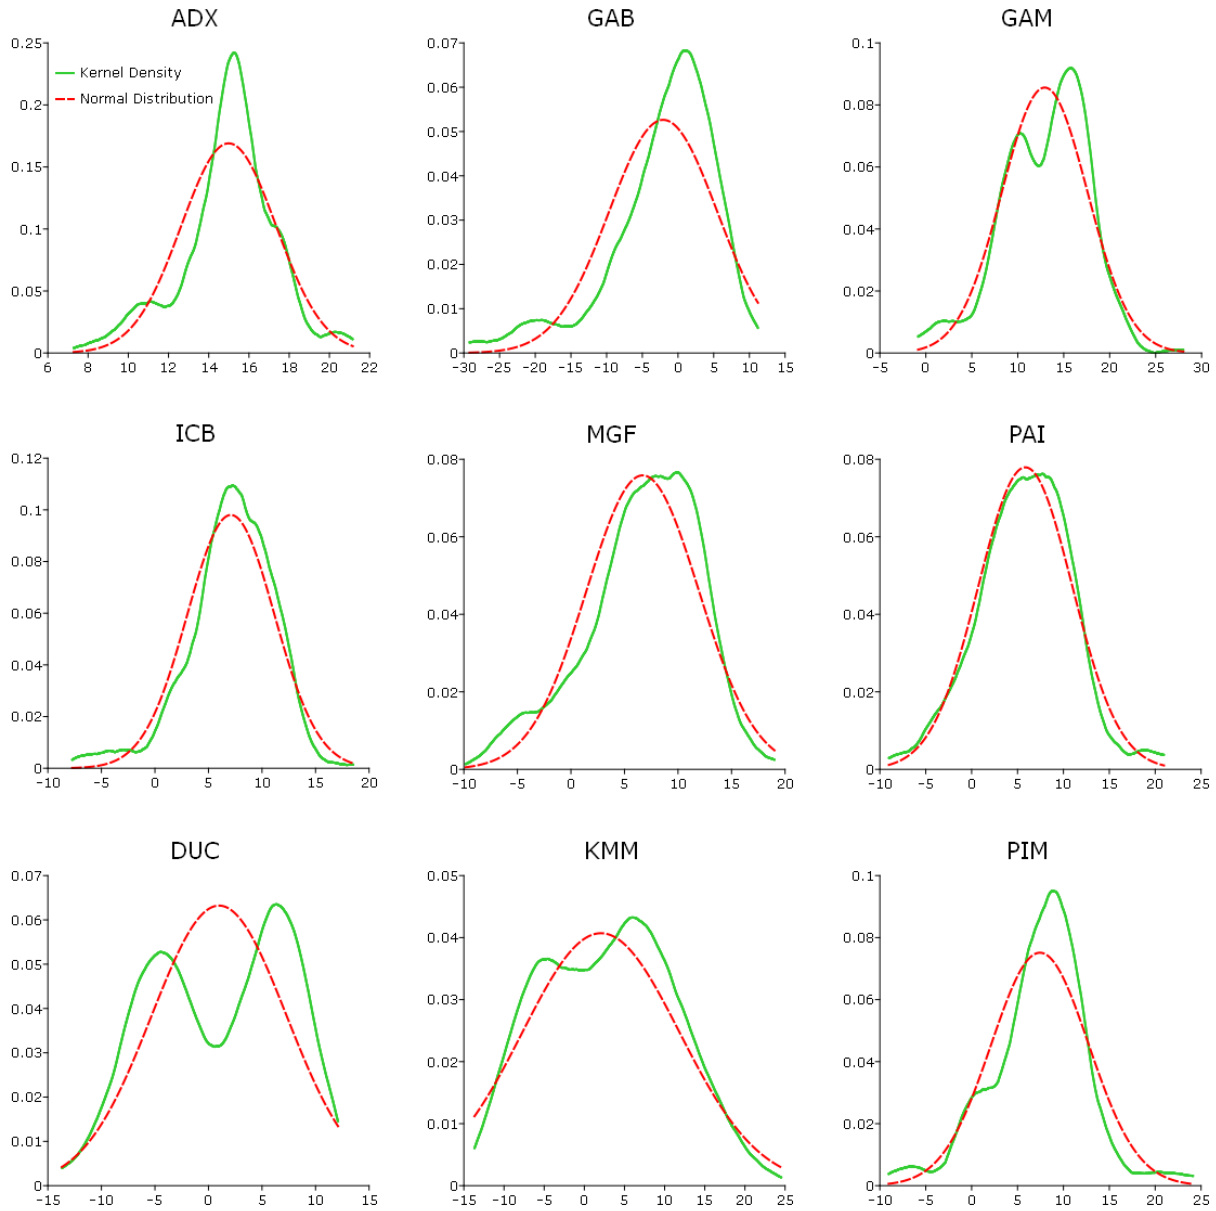 ADX
GAB
GAM
0.25
0.2
0.15
0.1
0.05
0
Kernel Density
Normal Distribution
6 8 10 12 14 16 18 20 22
0.07
0.06
0.05
0.04
0.03
0.02
0.01
0
-30 -25 -20 -15 -10 -5 0 5 10 15
0.1
0.08
0.06
0.04
0.02
0
-5 0 5 10 15 20 25 30
ICB
MGF
PAI
0.12
0.1
0.08
0.06
0.04
0.02
0
-10 -5 0 5 10 15 20
0.08
0.06
0.04
0.02
0
-10 -5 0 5 10 15 20
0.08
0.06
0.04
0.02
0
-10 -5 0 5 10 15 20 25
DUC
KMM
PIM
0.07
0.06
0.05
0.04
0.03
0.02
0.01
0
-15 -10 -5 0 5 10 15
0.05
0.04
0.03
0.02
0.01
0
-15 -10 -5 0 5 10 15 20 25
0.1
0.08
0.06
0.04
0.02
0
-10 -5 0 5 10 15 20 25